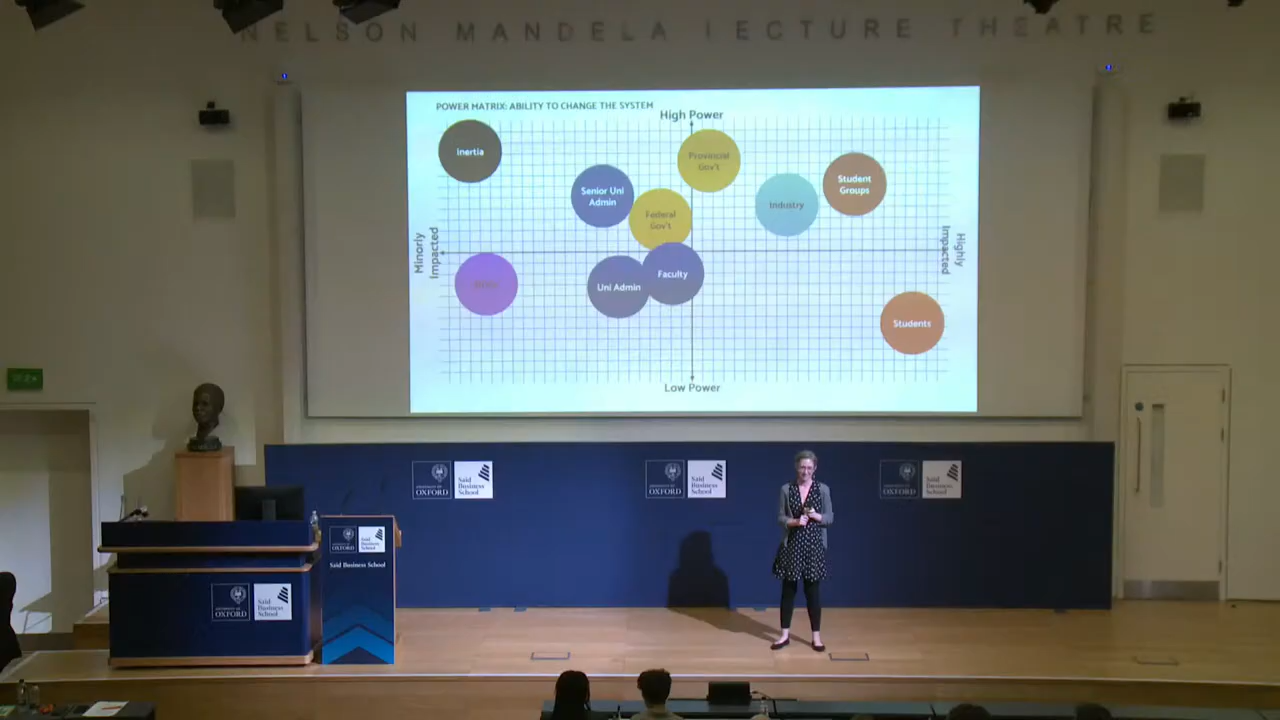 NELSON MANDELA LECTURE THEATRE
POWER MATRIX: ABILITY TO CHANGE THE SYSTEM
High Power
Inertia
Provincial
Gov't
Senior Uni
Admin
Student
Groups
Federal
Gov't
Industry
Minorly
Impacted
Highly
Impacted
Faculty
Uni Admin
Students
Low Power
UNIVERSITY OF
OXFORD
Saïd
Business
School
UNIVERSITY OF
OXFORD
Saïd
Business
School
UNIVERSITY OF
OXFORD
Saïd
Business
School
OXFORD
Saïd
Business
School
Saïd Business School
UNIVERSITY OF
OXFORD
Saïd
Business
School